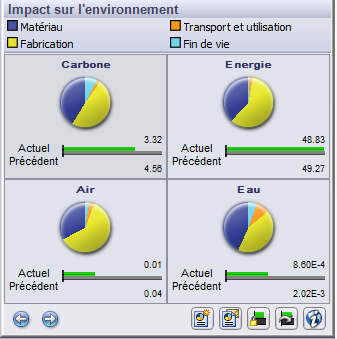 Impact sur l'environnement
Matériau
Transport et utilisation
Fabrication
Fin de vie
Carbone
Energie
Actuel 3.32
Précédent 4.56
Actuel 48.83
Précédent 49.27
Air
Eau
Actuel 0.01
Précédent 0.04
Actuel 8.60E-4
Précédent 2.02E-3